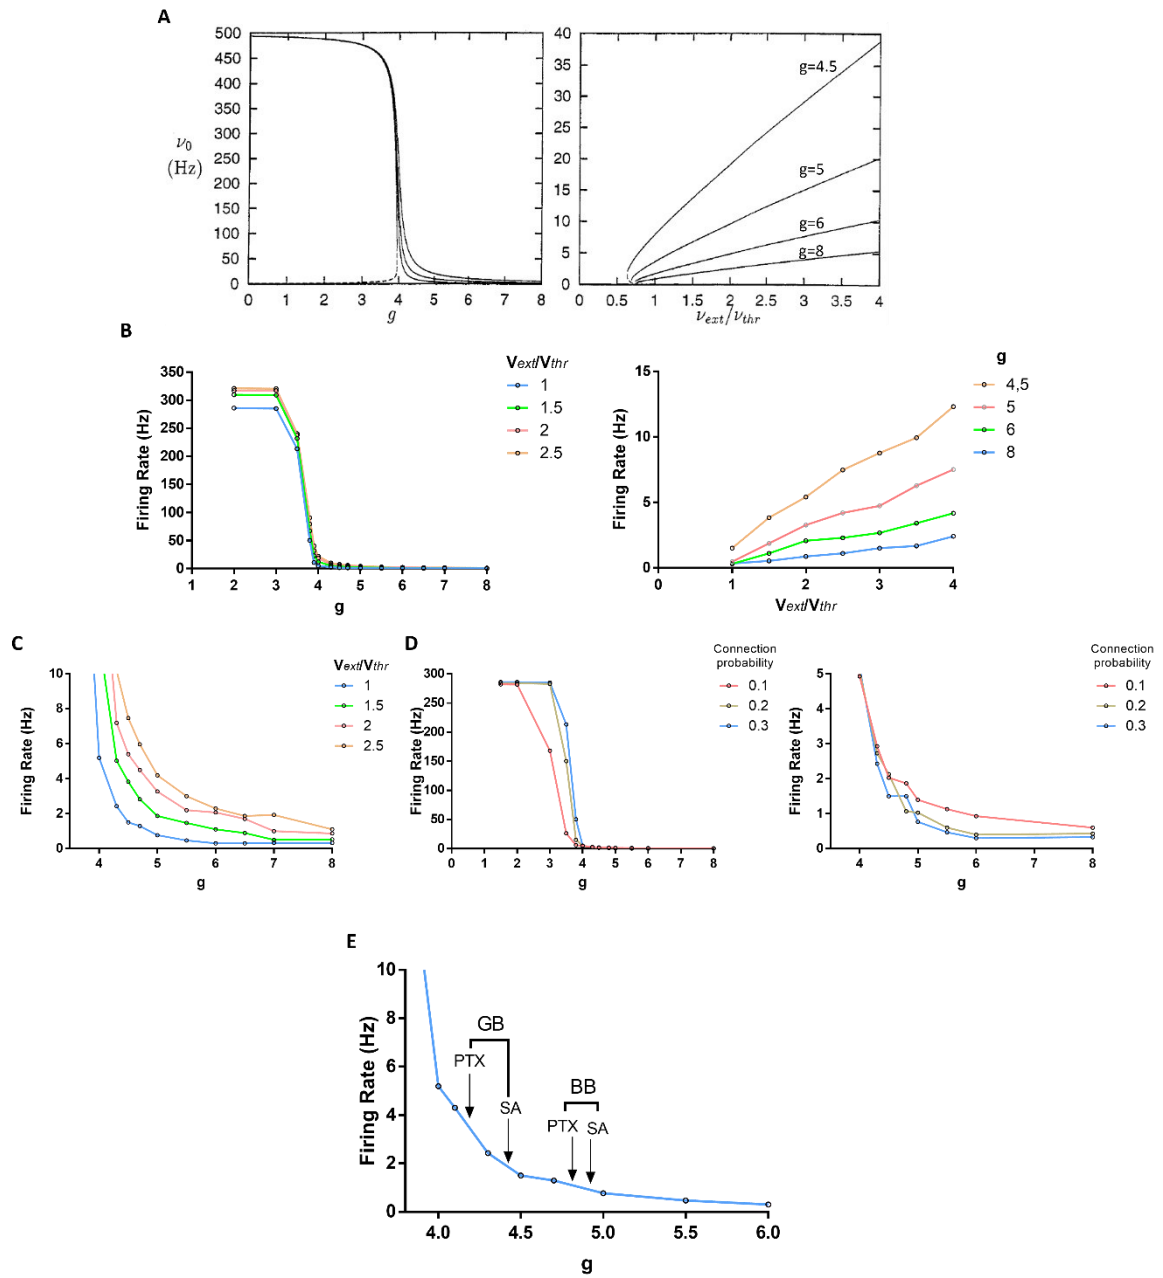 A
500
450
400
350
300
250
200
150
100
50
0
ν0
(Hz)
0 1 2 3 4 5 6 7 8
g
40
35
30
25
20
15
10
5
0
g=4.5
g=5
g=6
g=8
0 0.5 1 1.5 2 2.5 3 3.5 4
νext/νthr
B
Firing Rate (Hz)
350
300
250
200
150
100
50
0
1 2 3 4 5 6 7 8
g
Vext/Vthr
1
1.5
2
2.5
Firing Rate (Hz)
15
10
5
0
0 1 2 3 4
Vext/Vthr
g
4,5
5
6
8
C
Firing Rate (Hz)
10
8
6
4
2
0
4 5 6 7 8
g
Vext/Vthr
1
1.5
2
2.5
D
Firing Rate (Hz)
300
250
200
150
100
50
0
0 1 2 3 4 5 6 7 8
g
Connection
probability
0.1
0.2
0.3
Firing Rate (Hz)
5
4
3
2
1
0
4 5 6 7 8
g
Connection
probability
0.1
0.2
0.3
E
Firing Rate (Hz)
10
8
6
4
2
0
GB
PTX
SA
BB
PTX
SA
4.0 4.5 5.0 5.5 6.0
g